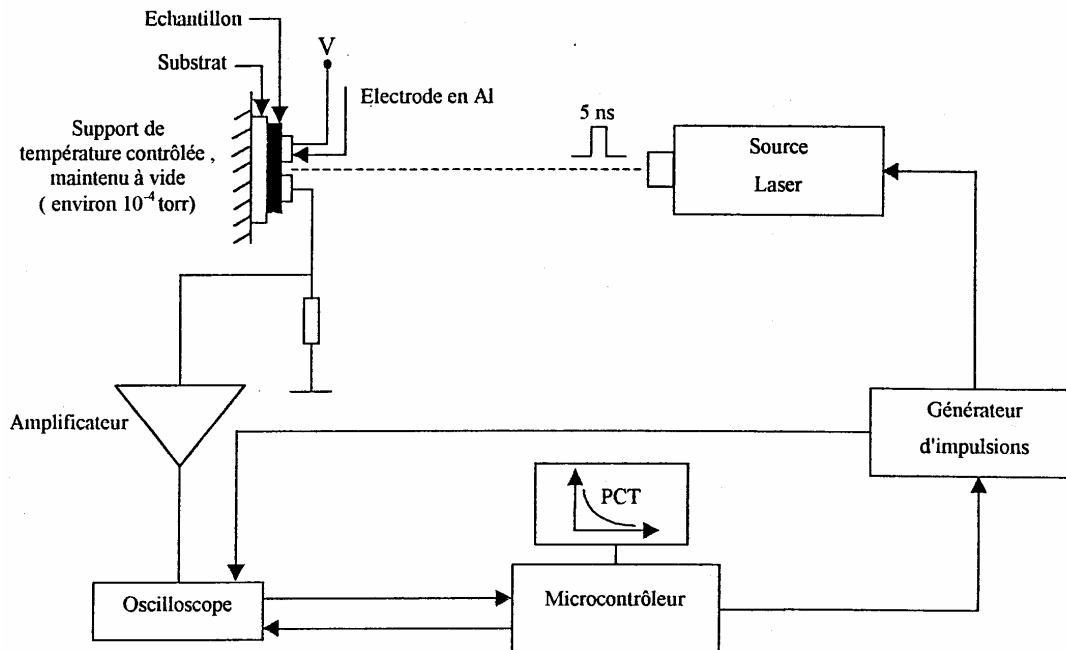 Echantillon
V
Substrat
Electrode en Al
5 ns
Support de
température contrôlée ,
maintenu à vide
( environ 10⁻⁴ torr)
Source
Laser
Amplificateur
Générateur
d'impulsions
PCT
Oscilloscope
Microcontrôleur